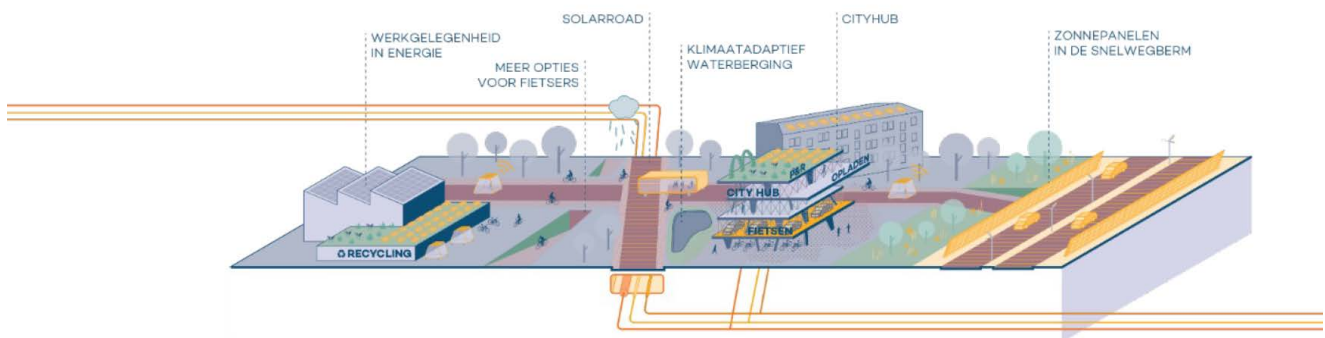 SOLARROAD
CITYHUB
WERKGELEGENHEID
IN ENERGIE
MEER OPTIES
VOOR FIETSERS
KLIMAATADAPTIEF
WATERBERGING
ZONNEPANELEN
IN DE SNELWEGBERM
P&R
OPLADEN
CITY HUB
FIETSEN
RECYCLING